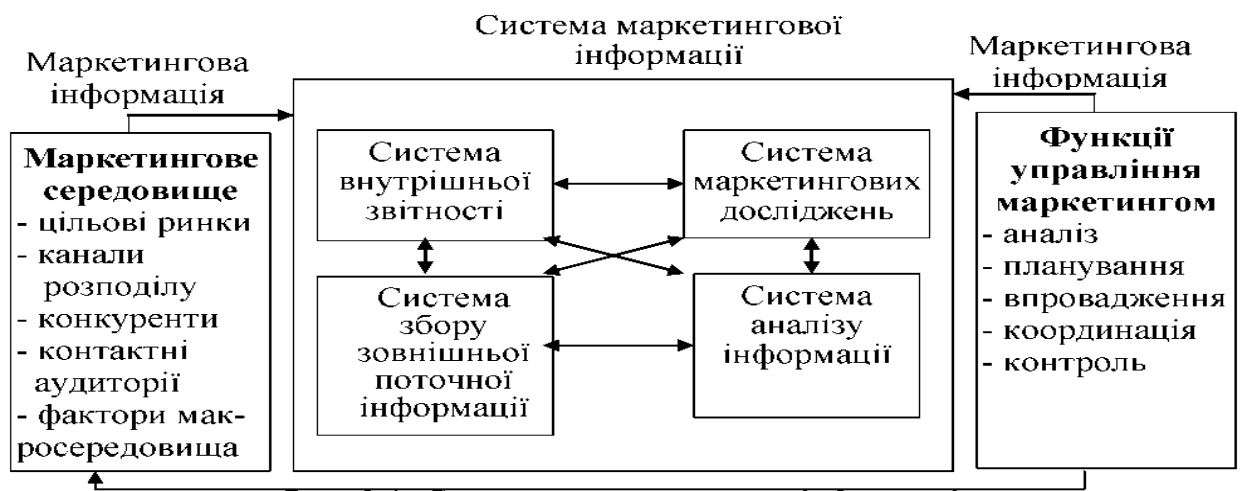 Система маркетингової
інформації
Маркетингова
інформація
Маркетингова
інформація
Маркетингове
середовище
- цільові ринки
- канали
розподілу
- конкуренти
- контактні
аудиторії
- фактори мак-
росередовища
Система
внутрішньої
звітності
Система
маркетингових
досліджень
Система
збору
зовнішньої
поточної
інформації
Система
аналізу
інформації
Функції
управління
маркетингом
- аналіз
- планування
- впровадження
- координація
- контроль